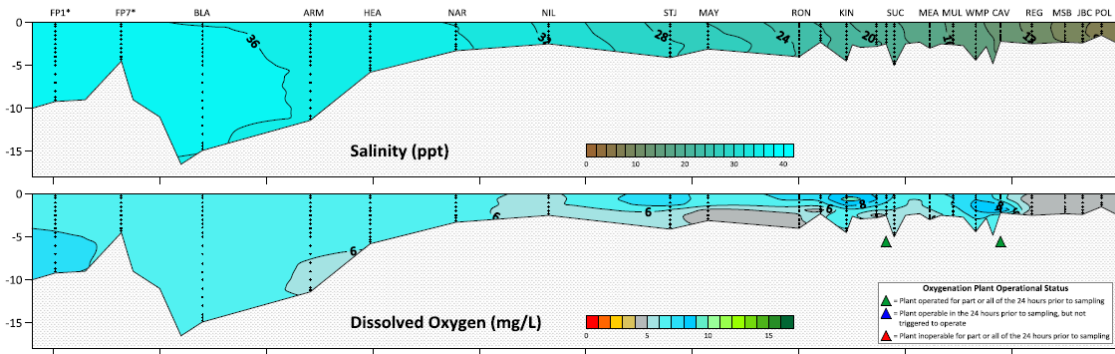 FP1* FP7* BLA ARM HEA NAR NIL STJ MAY RON KIN SUC MEA MUL WMP CAV REG MSB JBC POL
0
-5
-10
-15
36
28
24
20
Salinity (ppt)
0 10 20 30 40
0
-5
-10
-15
6
6
6
6
8
8
Dissolved Oxygen (mg/L)
0 5 10 15
Oxygenation Plant Operational Status
= Plant operated for part or all of the 24 hours prior to sampling
= Plant operable in the 24 hours prior to sampling, but not
triggered to operate
= Plant inoperable for part or all of the 24 hours prior to sampling